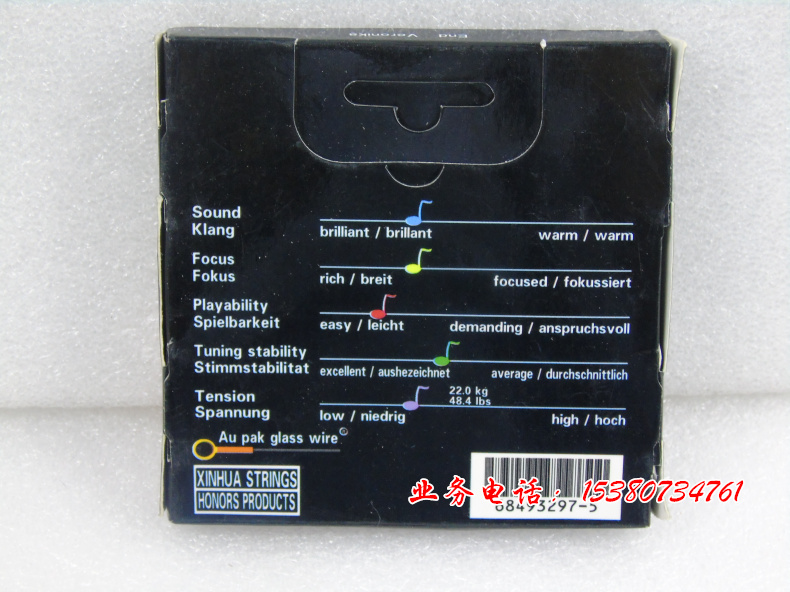 End Veronike
Sound
Klang
brilliant / brillant
warm / warm
Focus
Fokus
rich / breit
focused / fokussiert
Playability
Spielbarkeit
easy / leicht
demanding / anspruchsvoll
Tuning stability
Stimmstabilitat
excellent / aushezeichnet
average / durchschnittlich
Tension
Spannung
22.0 kg
48.4 lbs
low / niedrig
high / hoch
Au pak glass wire®
XINHUA STRINGS
HONORS PRODUCTS
业务电话：15380734761
68493297-5